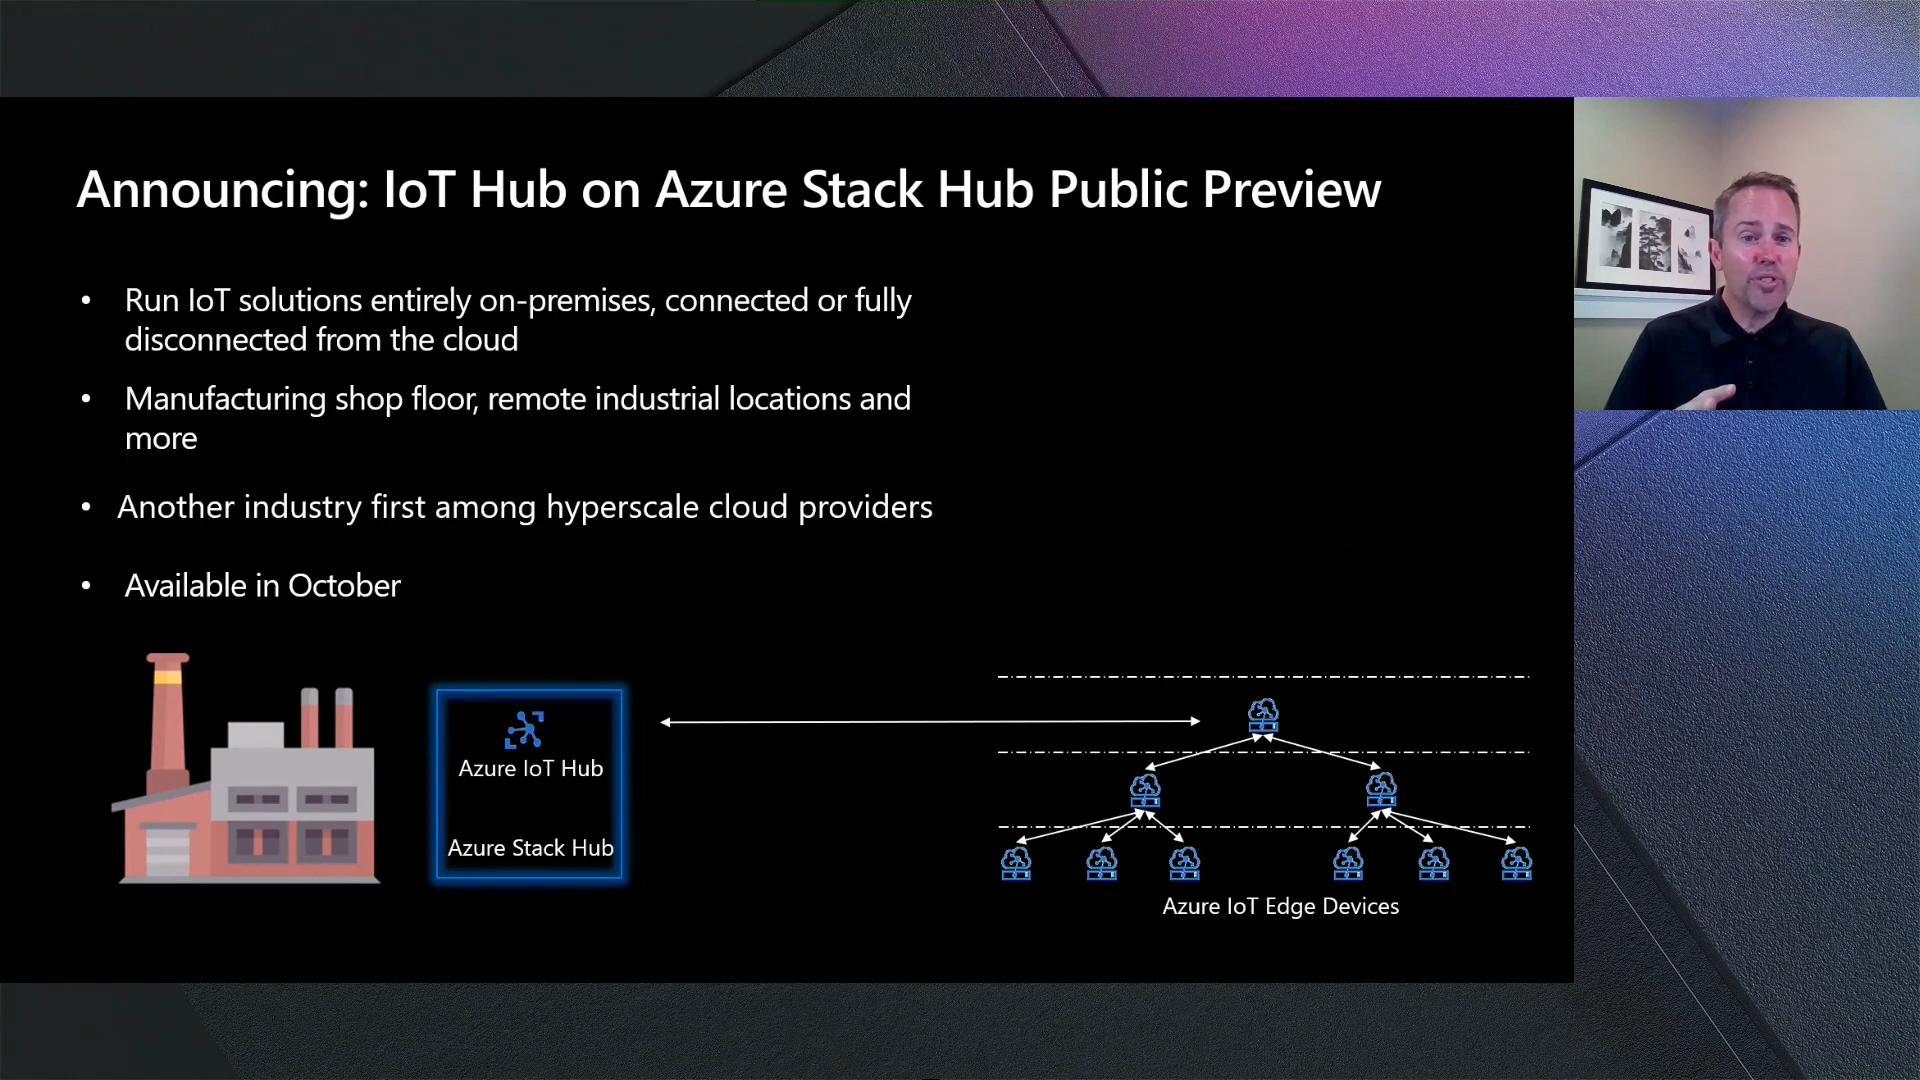 Announcing: IoT Hub on Azure Stack Hub Public Preview
• Run IoT solutions entirely on-premises, connected or fully
disconnected from the cloud
• Manufacturing shop floor, remote industrial locations and
more
• Another industry first among hyperscale cloud providers
• Available in October
Azure IoT Hub
Azure Stack Hub
Azure IoT Edge Devices